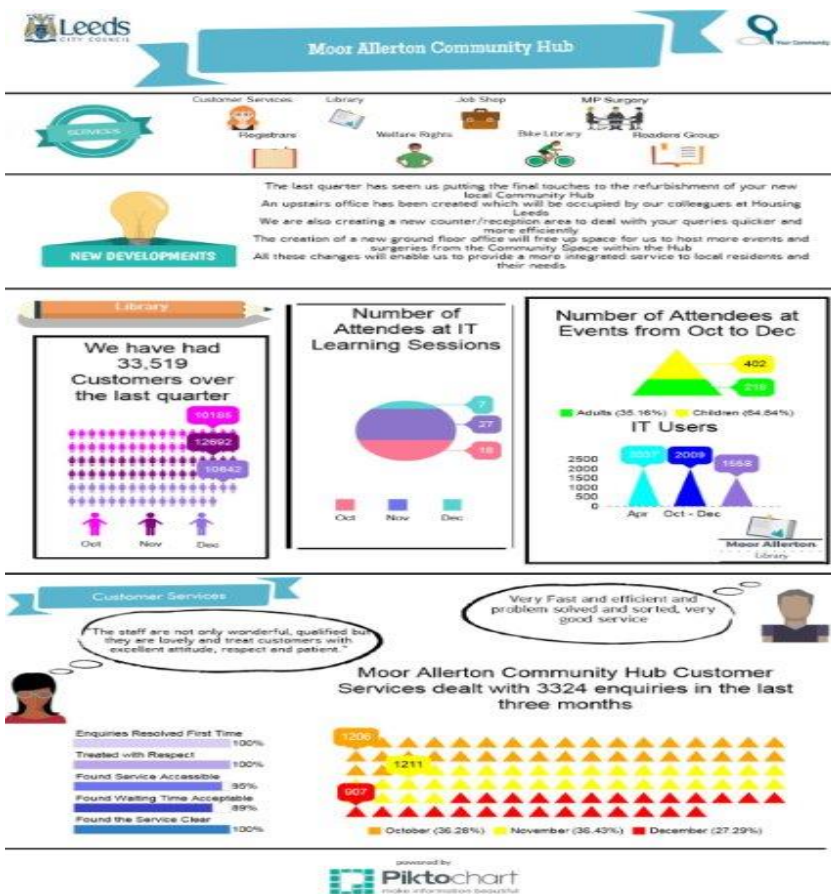 Leeds
CITY COUNCIL
Moor Allerton Community Hub
Your Community
SERVICES
Customer Services
Library
Job Shop
MP Surgery
Registrars
Welfare Rights
Bike Library
Readers Group
NEW DEVELOPMENTS
The last quarter has seen us putting the final touches to the refurbishment of your new
local Community Hub
An upstairs office has been created which will be occupied by our colleagues at Housing
Leeds
We are also creating a new counter/reception area to deal with your queries quicker and
more efficiently
The creation of a new ground floor office will free up space for us to host more events and
surgeries from the Community Space within the Hub
All these changes will enable us to provide a more integrated service to local residents and
their needs
Library
We have had
33,519
Customers over
the last quarter
10185
12692
10642
Oct
Nov
Dec
Number of
Attendes at IT
Learning Sessions
7
27
18
Oct
Nov
Dec
Number of Attendees at
Events from Oct to Dec
402
218
Adults (35.16%)
Children (64.84%)
IT Users
2500
2000
1500
1000
500
0
2009
1558
Apr
Oct - Dec
Moor Allerton
Library
Customer Services
"The staff are not only wonderful, qualified but
they are lovely and treat customers with
excellent attitude, respect and patient."
Very Fast and efficient and
problem solved and sorted, very
good service
Moor Allerton Community Hub Customer
Services dealt with 3324 enquiries in the last
three months
Enquiries Resolved First Time
100%
Treated with Respect
100%
Found Service Accessible
95%
Found Waiting Time Acceptable
89%
Found the Service Clear
100%
1206
1211
907
October (36.28%)
November (36.43%)
December (27.29%)
powered by
Piktochart
make information beautiful